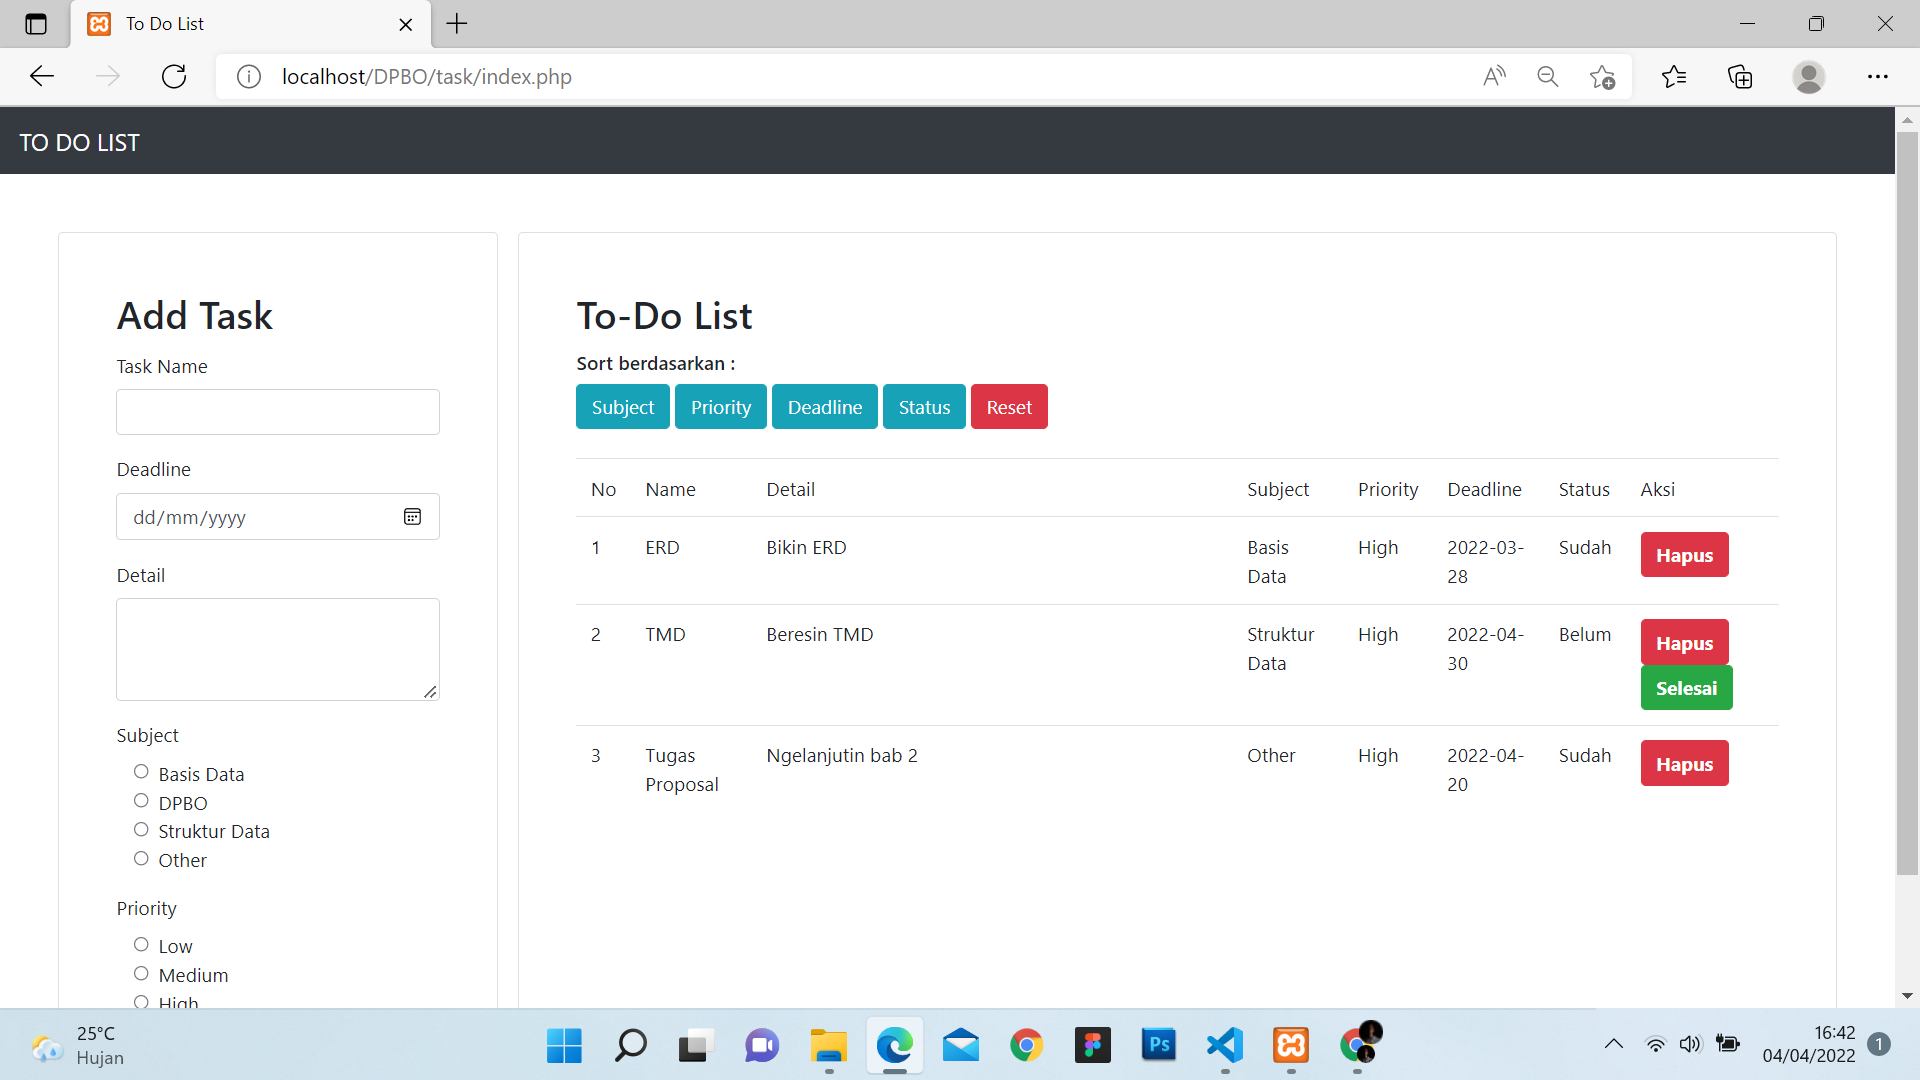 To Do List
localhost/DPBO/task/index.php
TO DO LIST
Add Task
Task Name
Deadline
dd/mm/yyyy
Detail
Subject
Basis Data
DPBO
Struktur Data
Other
Priority
Low
Medium
High
To-Do List
Sort berdasarkan :
Subject Priority Deadline Status Reset
No Name Detail Subject Priority Deadline Status Aksi
1 ERD Bikin ERD Basis Data High 2022-03-28 Sudah Hapus
2 TMD Beresin TMD Struktur Data High 2022-04-30 Belum Hapus
Selesai
3 Tugas Proposal Ngelanjutin bab 2 Other High 2022-04-20 Sudah Hapus
25°C
Hujan
Ps
16:42
04/04/2022
1